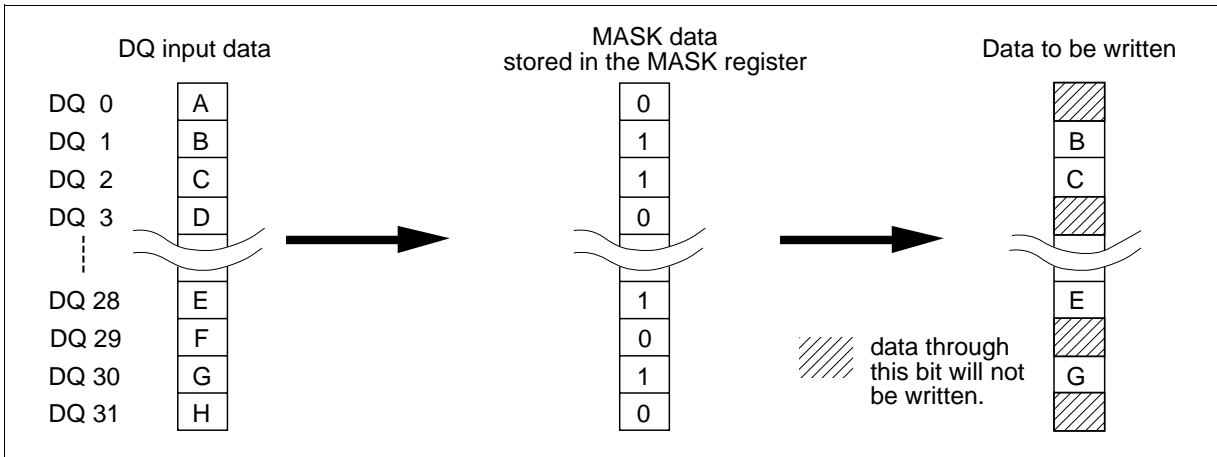 DQ input data
MASK data
stored in the MASK register
Data to be written
DQ 0 A 0
DQ 1 B 1 B
DQ 2 C 1 C
DQ 3 D 0
DQ 28 E 1 E
DQ 29 F 0
DQ 30 G 1 G
DQ 31 H 0
data through
this bit will not
be written.